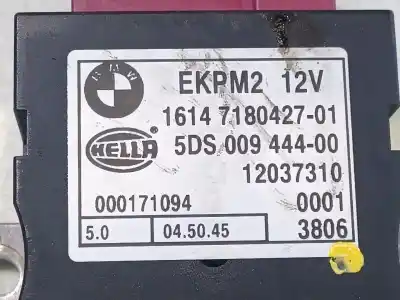 BMW
EKPM2 12V
1614 7180427-01
HELLA
5DS 009 444-00
12037310
000171094 0001
5.0 04.50.45 3806